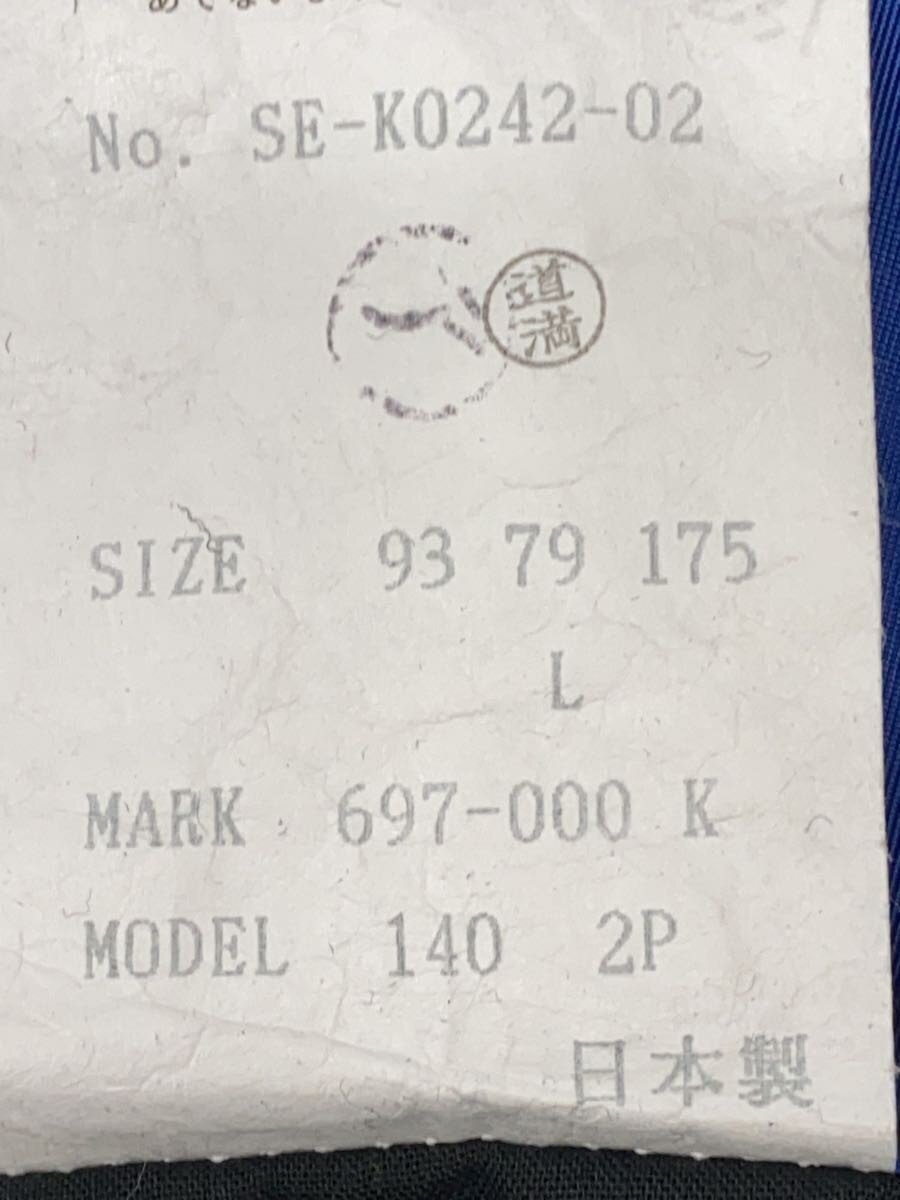 No. SE-K0242-02
道
満
SIZE 93 79 175
L
MARK 697-000 K
MODEL 140 2P
日本製